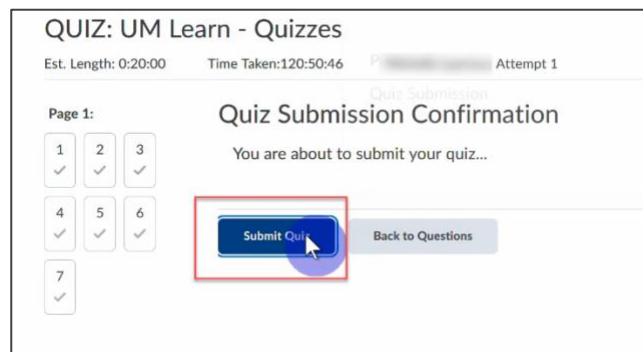 QUIZ: UM Learn - Quizzes
Est. Length: 0:20:00 Time Taken:120:50:46 Attempt 1
Quiz Submission
Page 1:
Quiz Submission Confirmation
You are about to submit your quiz...
1 2 3
4 5 6
7
Submit Quiz
Back to Questions